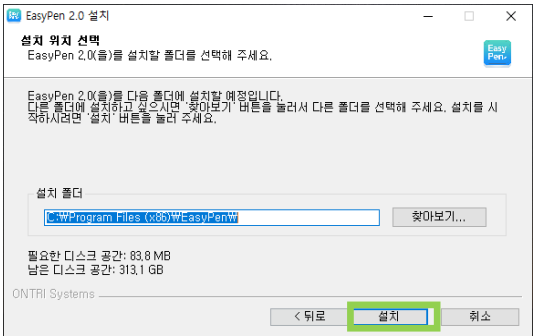 EasyPen 2.0 설치
설치 위치 선택
EasyPen 2.0(을)를 설치할 폴더를 선택해 주세요.
Easy
Pen.
EasyPen 2.0(을)를 다음 폴더에 설치할 예정입니다.
다른 폴더에 설치하고 싶으시면 '찾아보기' 버튼을 눌러서 다른 폴더를 선택해 주세요. 설치를 시
작하시려면 '설치' 버튼을 눌러 주세요.
설치 폴더
C:₩Program Files (x86)₩EasyPen₩
찾아보기...
필요한 디스크 공간: 83.8 MB
남은 디스크 공간: 313.1 GB
ONTRI Systems
< 뒤로 설치 취소